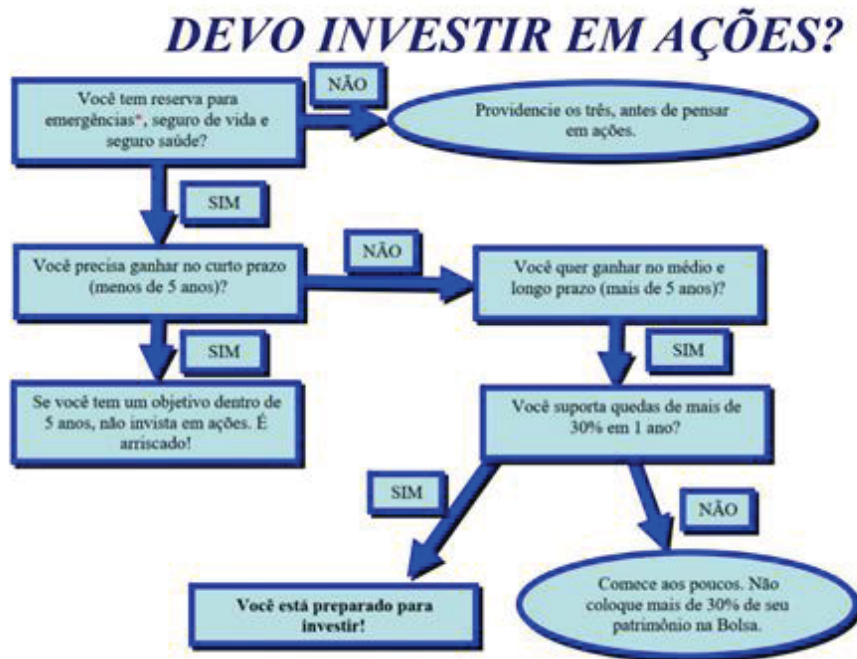 DEVO INVESTIR EM AÇÕES?
Você tem reserva para
emergências*, seguro de vida e
seguro saúde?
NÃO
Providencie os três, antes de pensar
em ações.
SIM
Você precisa ganhar no curto prazo
(menos de 5 anos)?
NÃO
Você quer ganhar no médio e
longo prazo (mais de 5 anos)?
SIM
SIM
Se você tem um objetivo dentro de
5 anos, não invista em ações. É
arriscado!
Você suporta quedas de mais de
30% em 1 ano?
SIM
NÃO
Você está preparado para
investir!
Comece aos poucos. Não
coloque mais de 30% de seu
patrimônio na Bolsa.